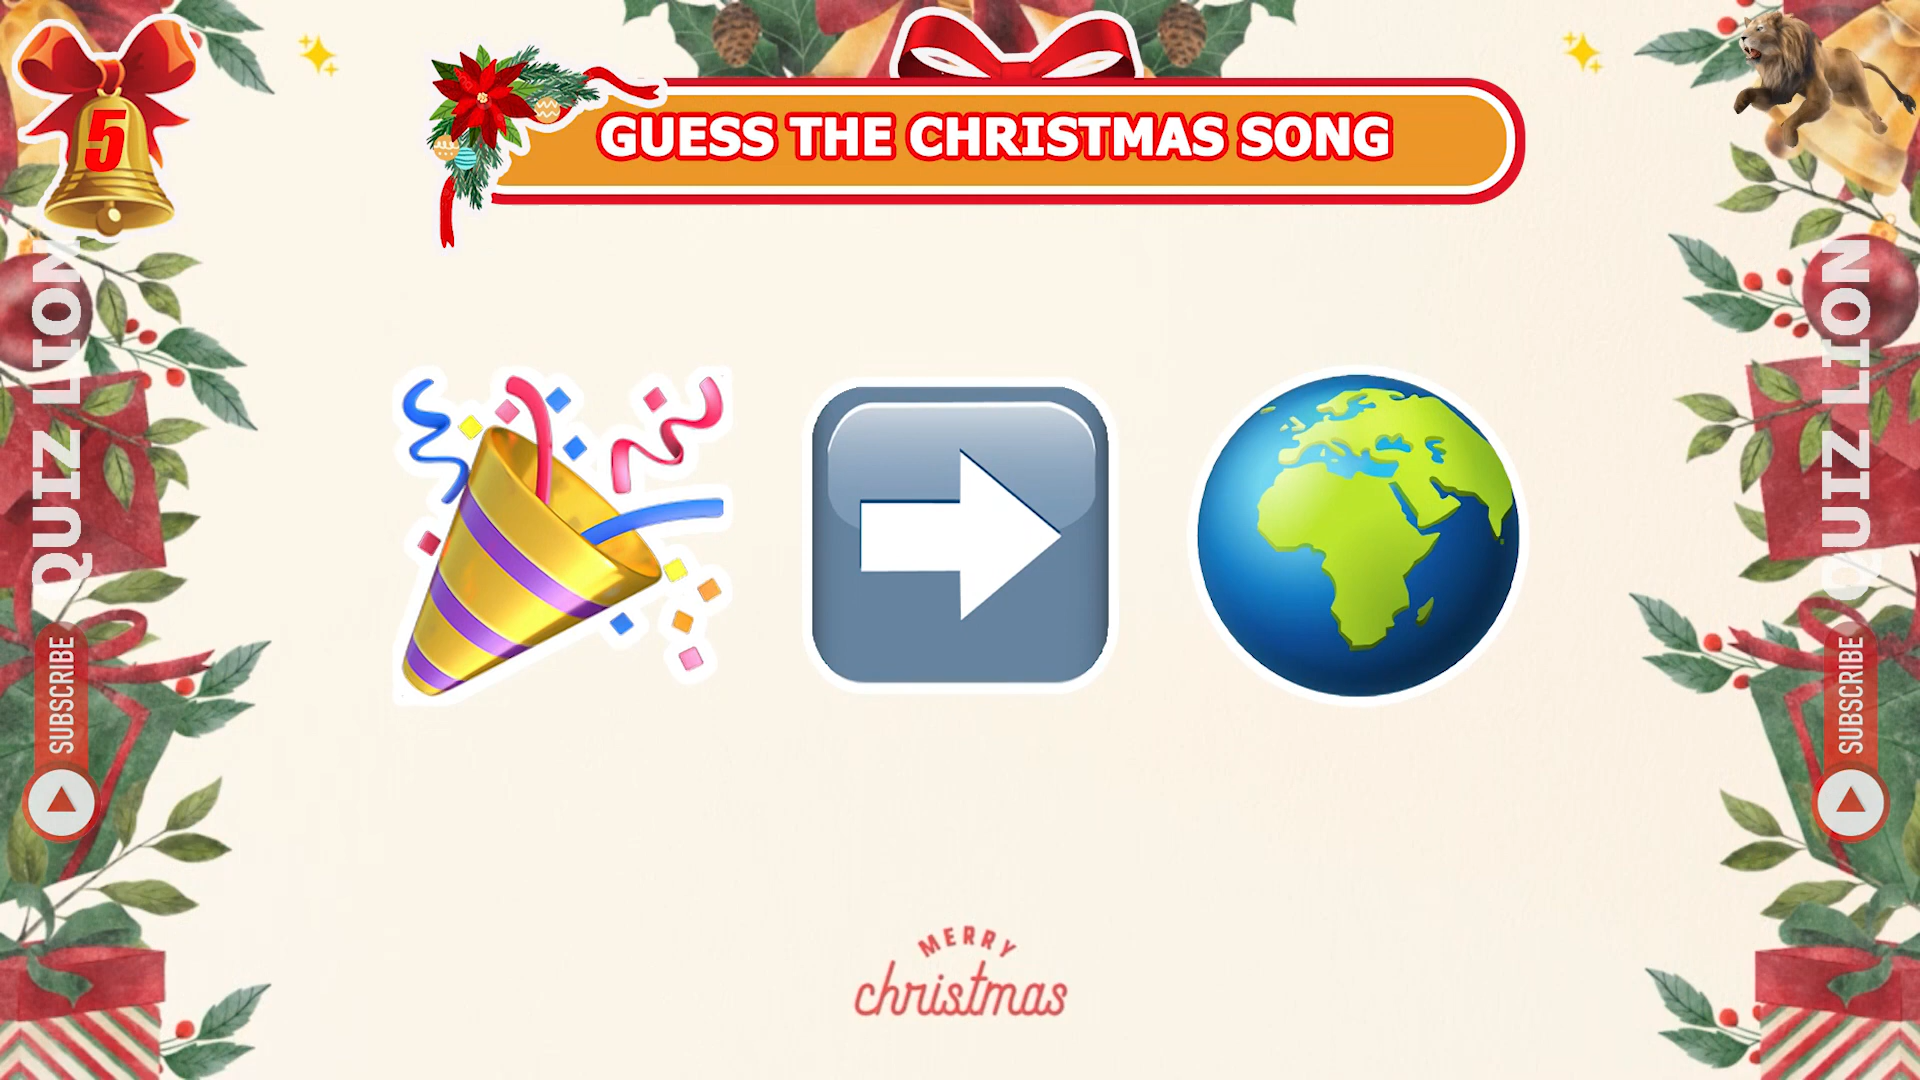 5
GUESS THE CHRISTMAS SONG
QUIZ LION
QUIZ LION
SUBSCRIBE
SUBSCRIBE
MERRY
christmas